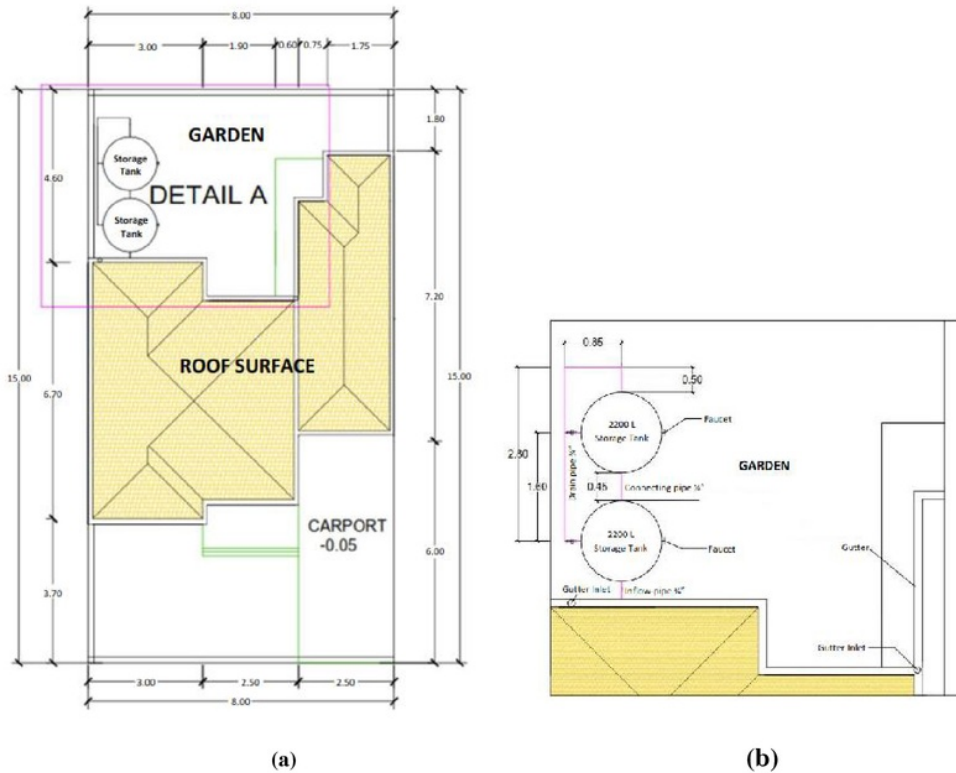 8.00
3.00
1.90
0.60
0.75
1.75
GARDEN
Storage
Tank
DETAIL A
Storage
Tank
ROOF SURFACE
CARPORT
-0.05
4.60
15.00
6.70
3.70
1.80
7.20
15.00
6.00
3.00
2.50
2.50
8.00
(a)
0.85
0.50
2200 L
Storage Tank
Faucet
GARDEN
2.80
1.60
Drain pipe ¾"
0.45
Connecting pipe ¾"
2200 L
Storage Tank
Faucet
Gutter
Gutter Inlet
Inflow pipe ¾"
Gutter Inlet
(b)